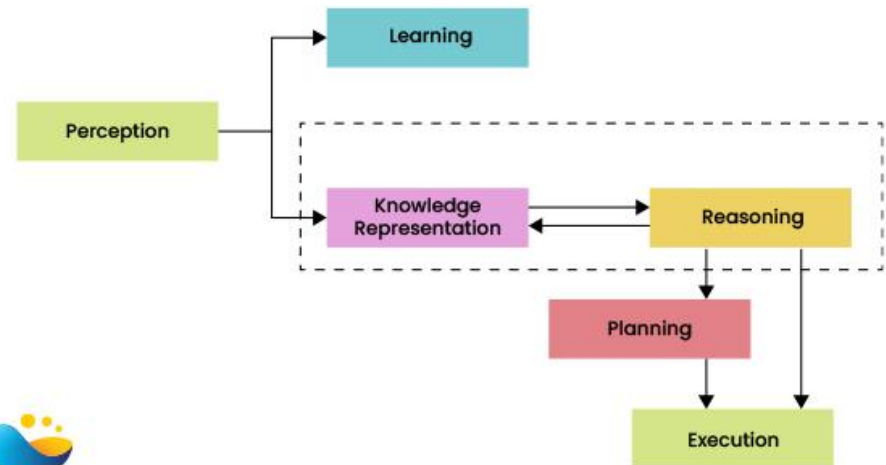 Learning
Perception
Knowledge
Representation
Reasoning
Planning
Execution